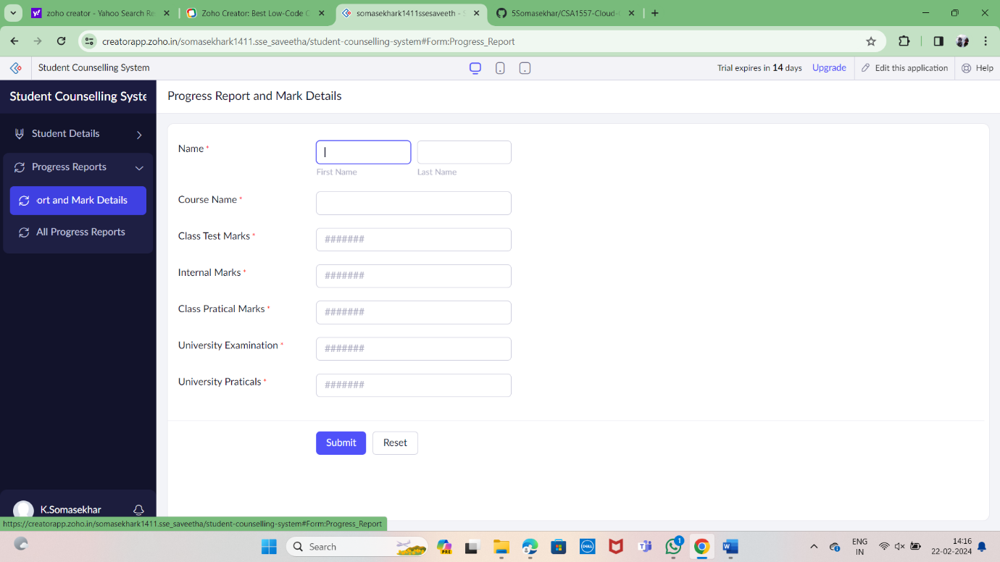 zoho creator - Yahoo Search Re
Zoho Creator: Best Low-Code C
somasekhark1411ssesaveeth - S
5Somasekhar/CSA1557-Cloud-
creatorapp.zoho.in/somasekhark1411.sse_saveetha/student-counselling-system#Form:Progress_Report
Student Counselling System
Trial expires in 14 days
Upgrade
Edit this application
Help
Student Counselling Syste
Progress Report and Mark Details
Student Details
Progress Reports
ort and Mark Details
All Progress Reports
Name *
First Name
Last Name
Course Name *
Class Test Marks *
#######
Internal Marks *
#######
Class Pratical Marks *
#######
University Examination *
#######
University Praticals *
#######
Submit
Reset
K.Somasekhar
https://creatorapp.zoho.in/somasekhark1411.sse_saveetha/student-counselling-system#Form:Progress_Report
Search
PRE
DELL
1
ENG
IN
14:16
22-02-2024